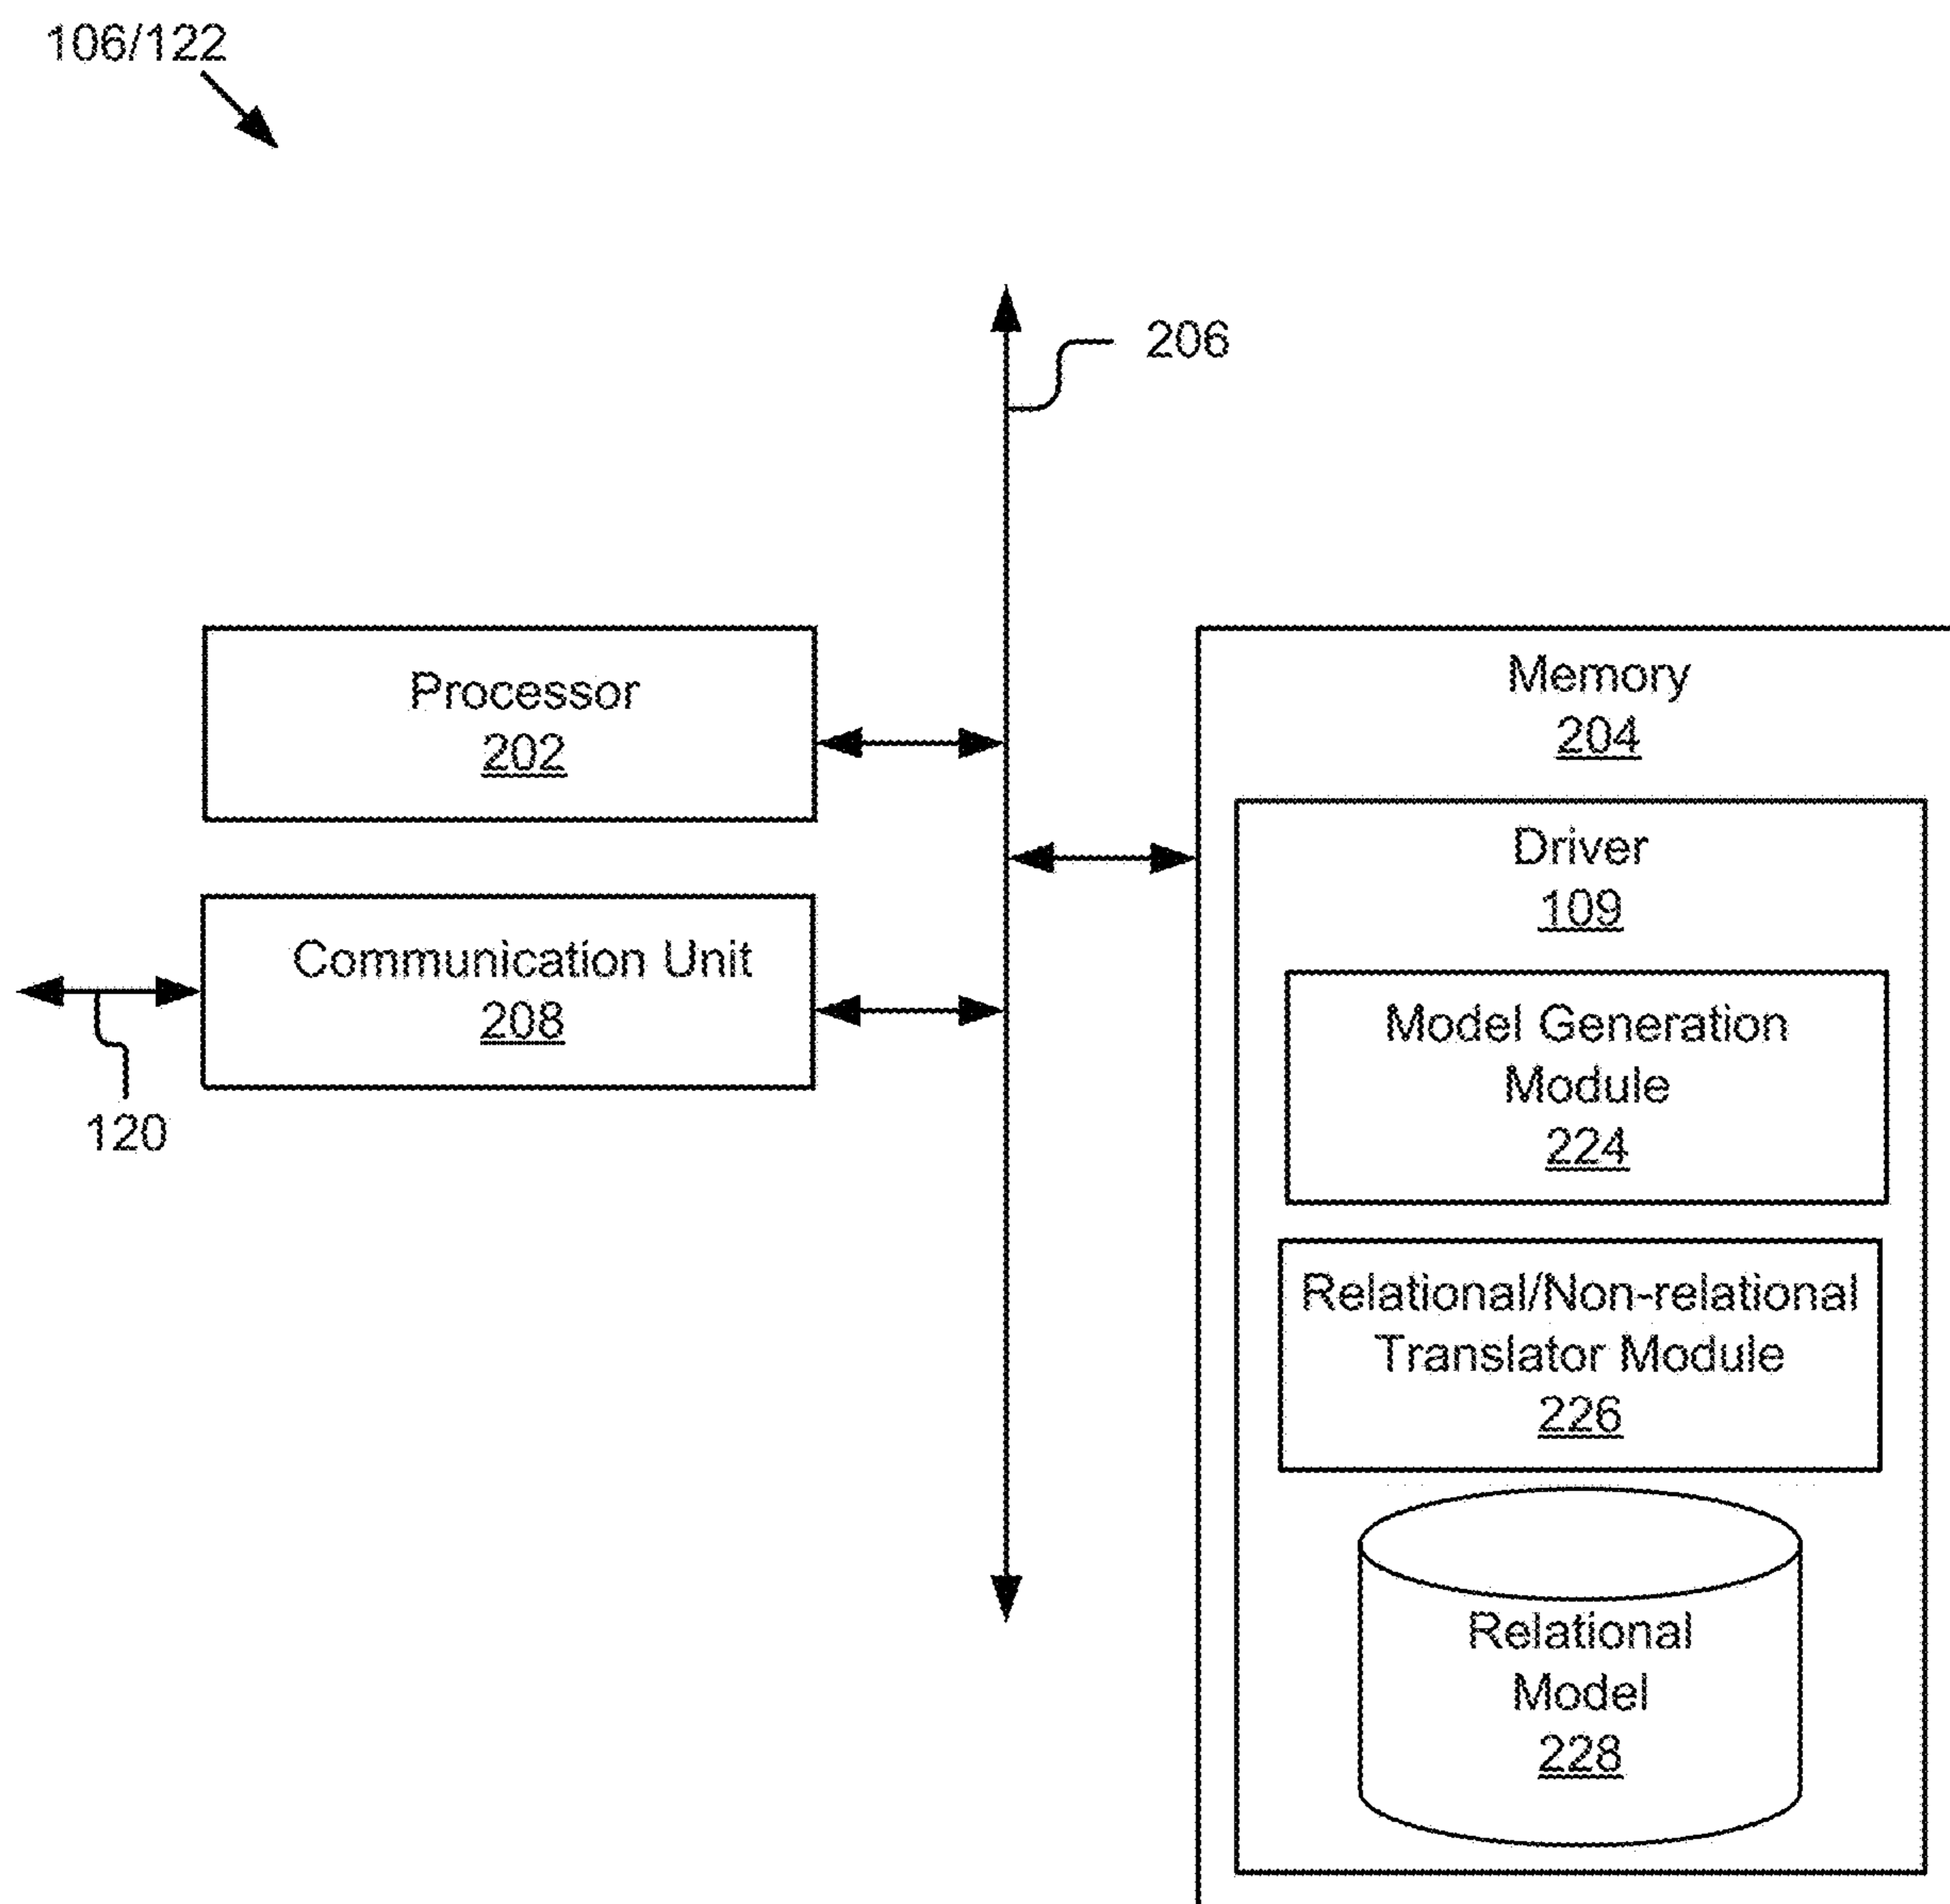 106/122
206
Processor
202
Communication Unit
208
120
Memory
204
Driver
109
Model Generation
Module
224
Relational/Non-relational
Translator Module
226
Relational
Model
228